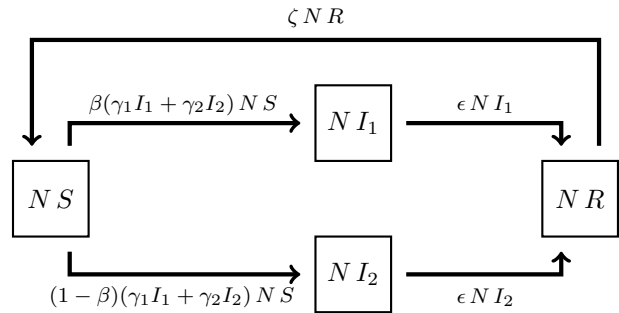 ζ N R
β(γ₁I₁ + γ₂I₂) N S
N I₁
ϵ N I₁
N S
N R
(1 − β)(γ₁I₁ + γ₂I₂) N S
N I₂
ϵ N I₂